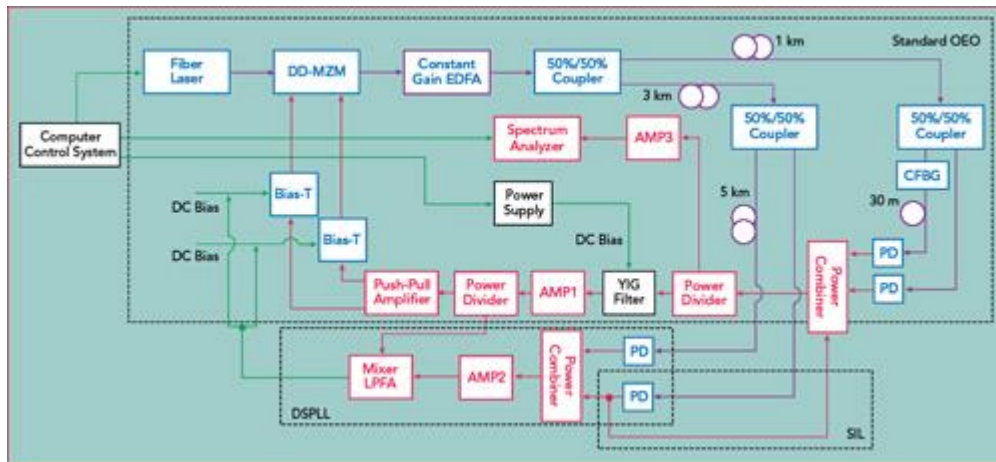 1 km
Standard OEO
Fiber
Laser
DD-MZM
Constant
Gain EDFA
50%/50%
Coupler
3 km
50%/50%
Coupler
50%/50%
Coupler
Computer
Control System
Spectrum
Analyzer
AMP3
CFBG
Bias-T
DC Bias
Power
Supply
5 km
30 m
Bias-T
DC Bias
DC Bias
PD
Push-Pull
Amplifier
Power
Divider
AMP1
YIG
Filter
Power
Divider
Power
Combiner
PD
Mixer
LPFA
AMP2
Power
Combiner
PD
PD
DSPLL
SIL